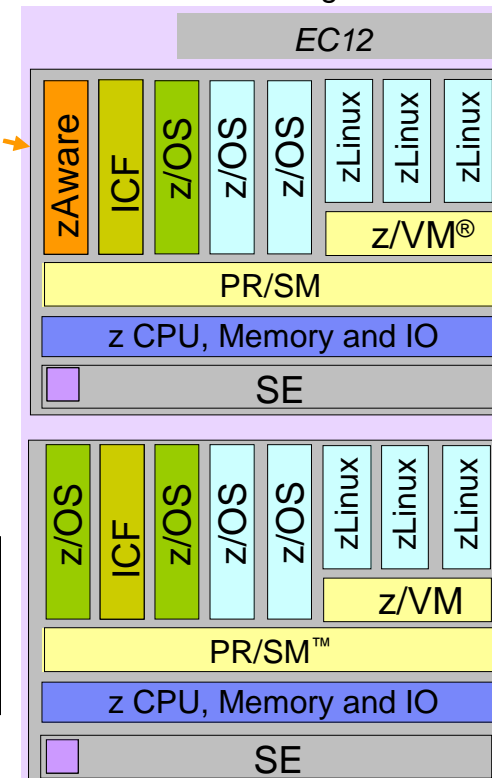 EC12
zAware
ICF
z/OS
z/OS
z/OS
zLinux
zLinux
zLinux
z/VM®
PR/SM
z CPU, Memory and IO
SE
z/OS
ICF
z/OS
z/OS
z/OS
zLinux
zLinux
zLinux
z/VM
PR/SM™
z CPU, Memory and IO
SE